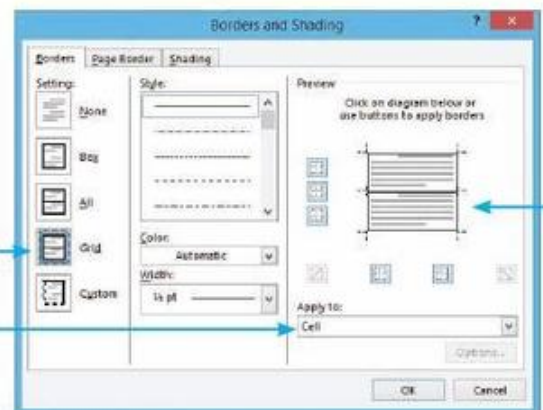 Borders and Shading
? ×
Borders Page Border Shading
Setting:
None
Box
All
Grid
Custom
Style:
Color:
Automatic
Width:
½ pt
Preview
Click on diagram below or
use buttons to apply borders
Apply to:
Cell
Options...
OK Cancel